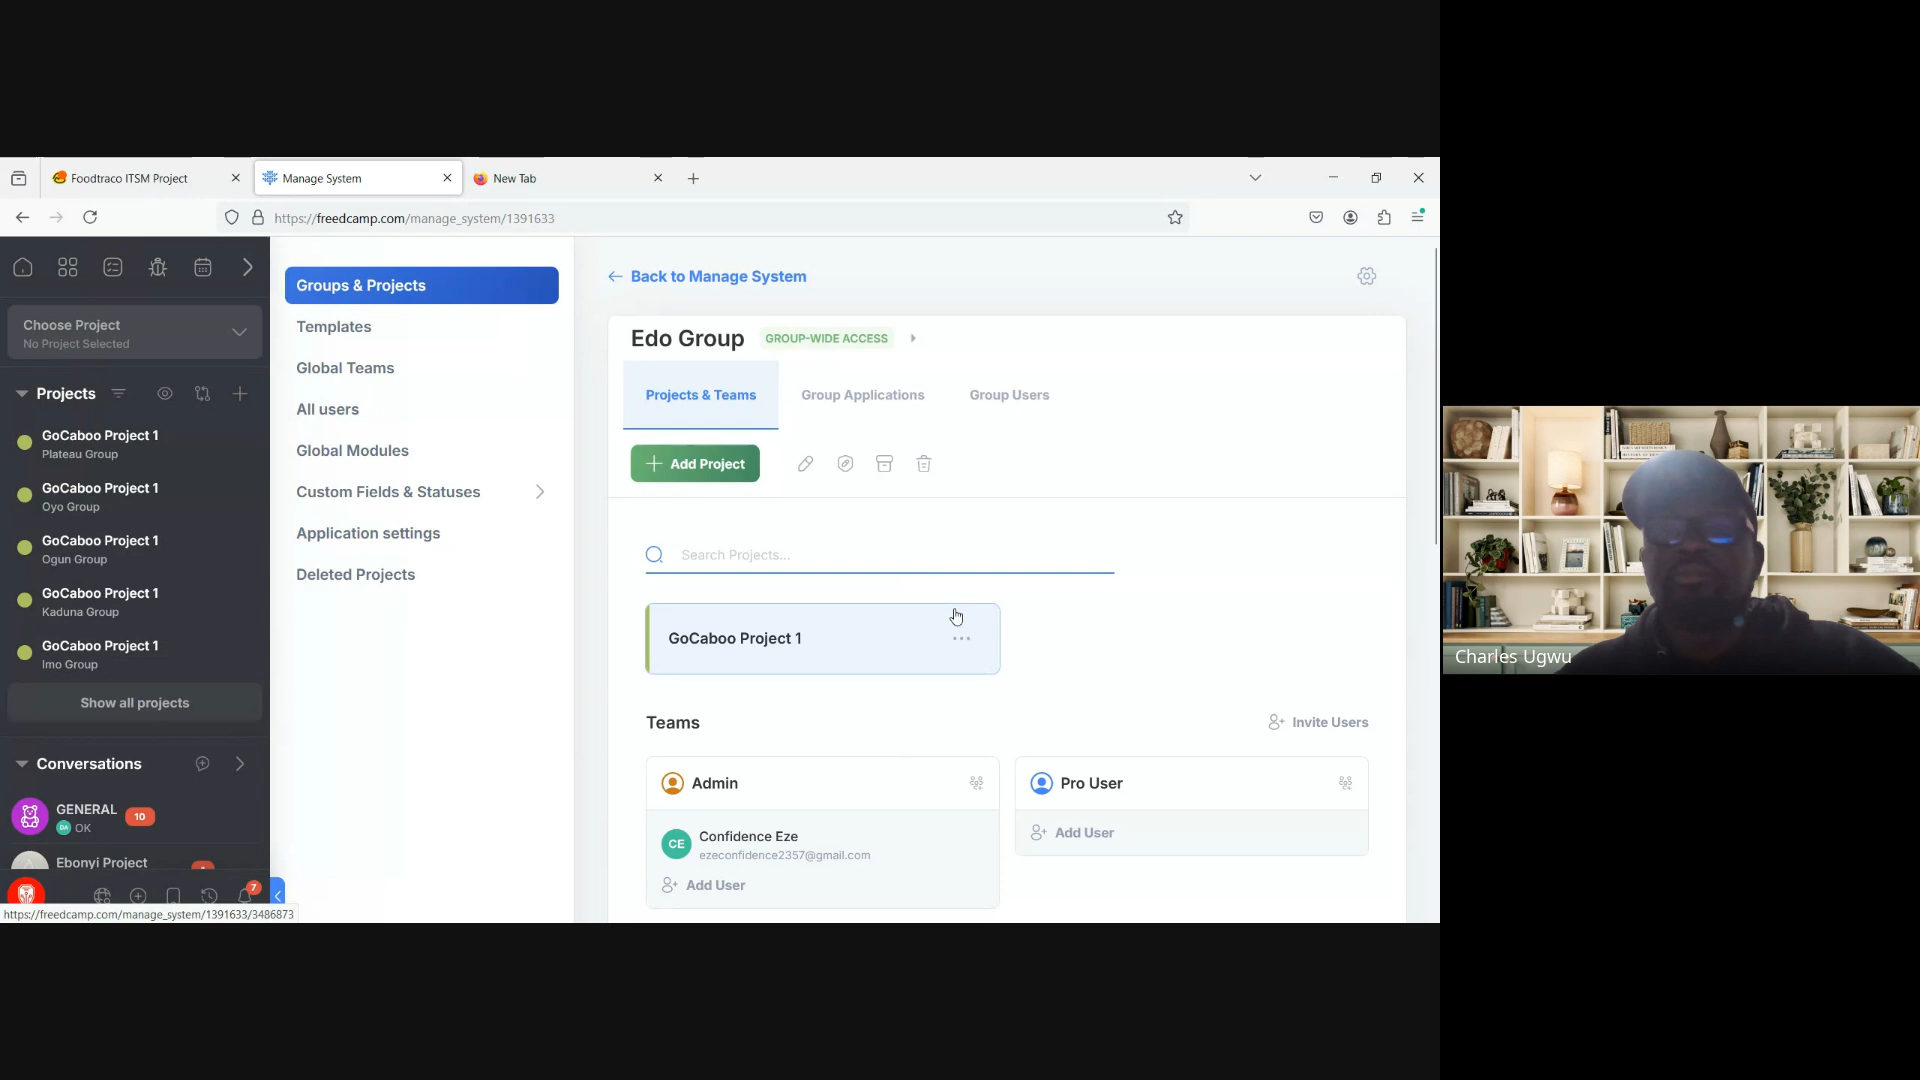 Foodtraco ITSM Project
Manage System
New Tab
https://freedcamp.com/manage_system/1391633
Choose Project
No Project Selected
Projects
GoCaboo Project 1
Plateau Group
GoCaboo Project 1
Oyo Group
GoCaboo Project 1
Ogun Group
GoCaboo Project 1
Kaduna Group
GoCaboo Project 1
Imo Group
Show all projects
Conversations
GENERAL
10
DA OK
Ebonyi Project
7
https://freedcamp.com/manage_system/1391633/3486873
Groups & Projects
Templates
Global Teams
All users
Global Modules
Custom Fields & Statuses
Application settings
Deleted Projects
Back to Manage System
Edo Group
GROUP-WIDE ACCESS
Projects & Teams
Group Applications
Group Users
Add Project
Search Projects...
GoCaboo Project 1
Teams
Invite Users
Admin
CE
Confidence Eze
ezeconfidence2357@gmail.com
Add User
Pro User
Add User
Charles Ugwu